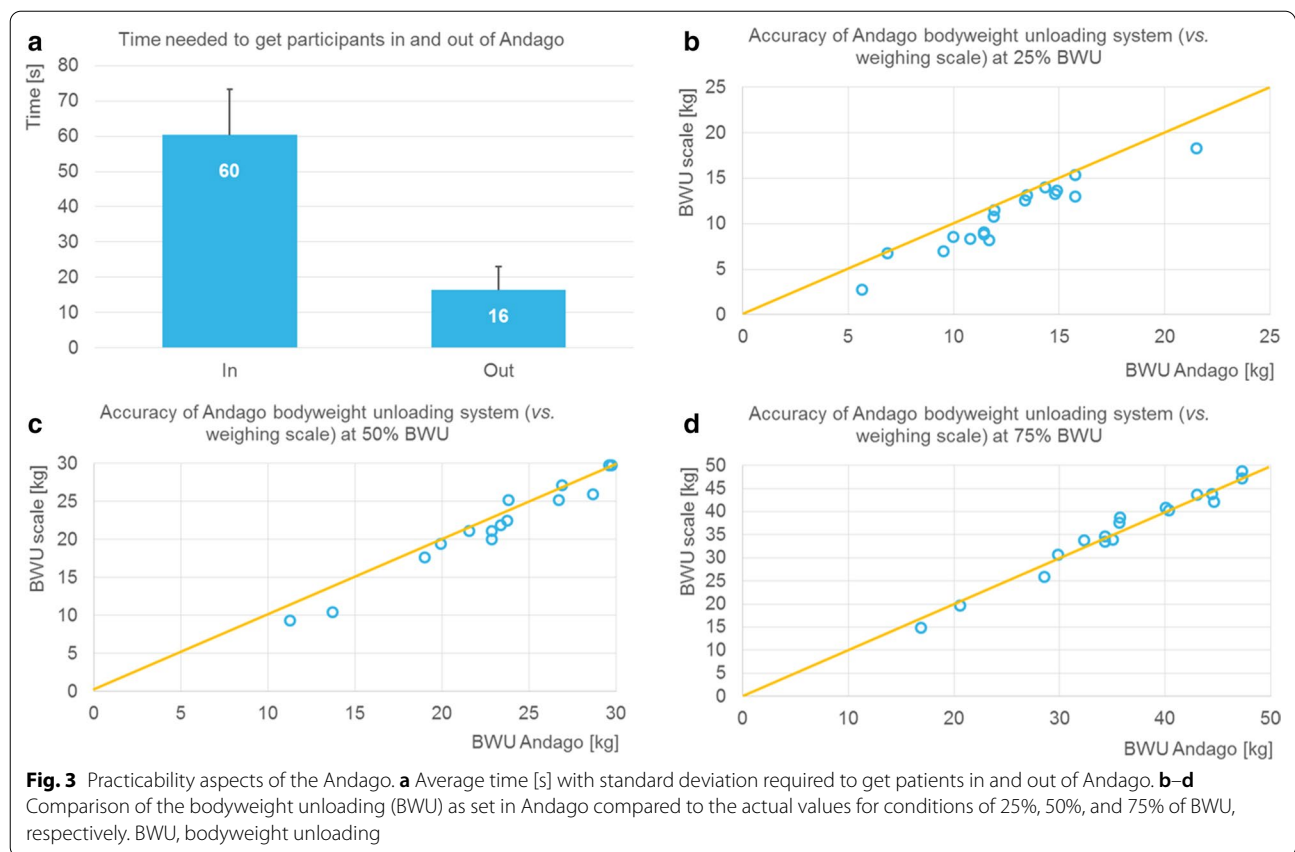 a
Time needed to get participants in and out of Andago
Time [s]
80
70
60
50
40
30
20
10
0
60
16
In
Out
b
Accuracy of Andago bodyweight unloading system (vs.
weighing scale) at 25% BWU
BWU scale [kg]
25
20
15
10
5
0
0 5 10 15 20 25
BWU Andago [kg]
c
Accuracy of Andago bodyweight unloading system (vs.
weighing scale) at 50% BWU
BWU scale [kg]
30
25
20
15
10
5
0
0 5 10 15 20 25 30
BWU Andago [kg]
d
Accuracy of Andago bodyweight unloading system (vs.
weighing scale) at 75% BWU
BWU scale [kg]
50
45
40
35
30
25
20
15
10
5
0
0 10 20 30 40 50
BWU Andago [kg]
Fig. 3 Practicability aspects of the Andago. a Average time [s] with standard deviation required to get patients in and out of Andago. b–d
Comparison of the bodyweight unloading (BWU) as set in Andago compared to the actual values for conditions of 25%, 50%, and 75% of BWU,
respectively. BWU, bodyweight unloading